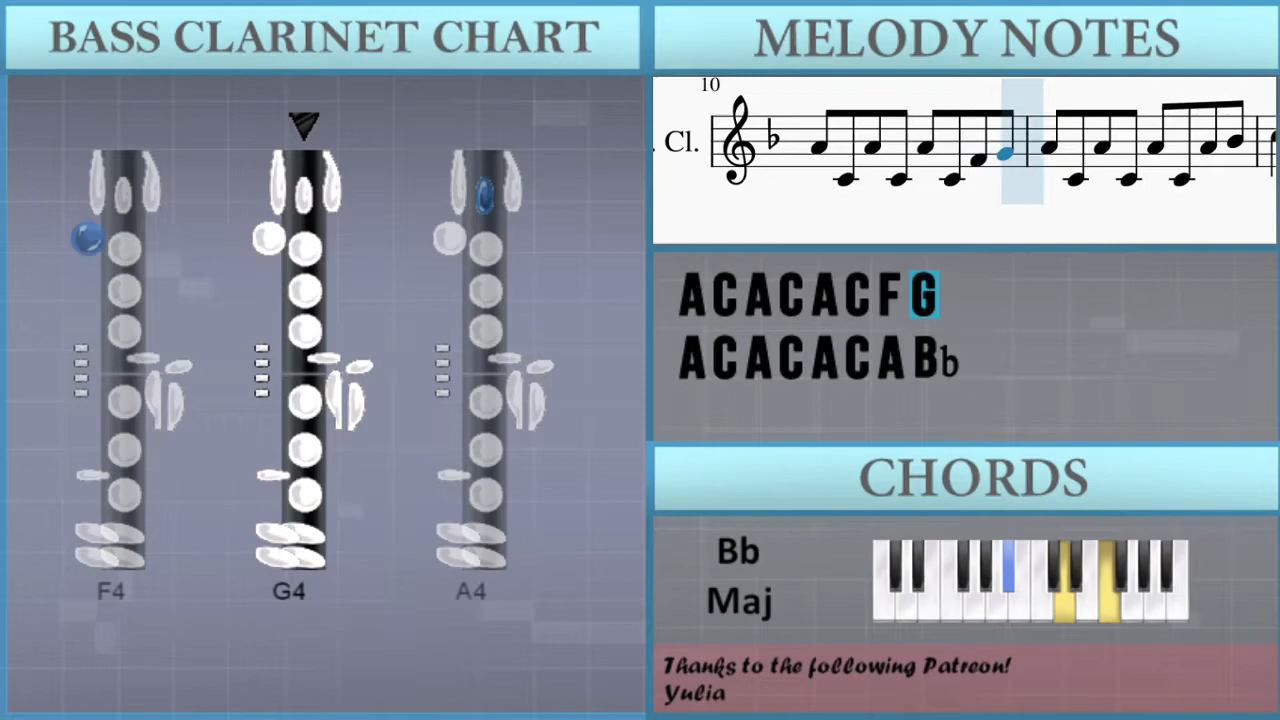 BASS CLARINET CHART
MELODY NOTES
10
. Cl.
ACACACFG
ACACACABb
F4
G4
A4
CHORDS
Bb
Maj
Thanks to the following Patreon!
Yulia